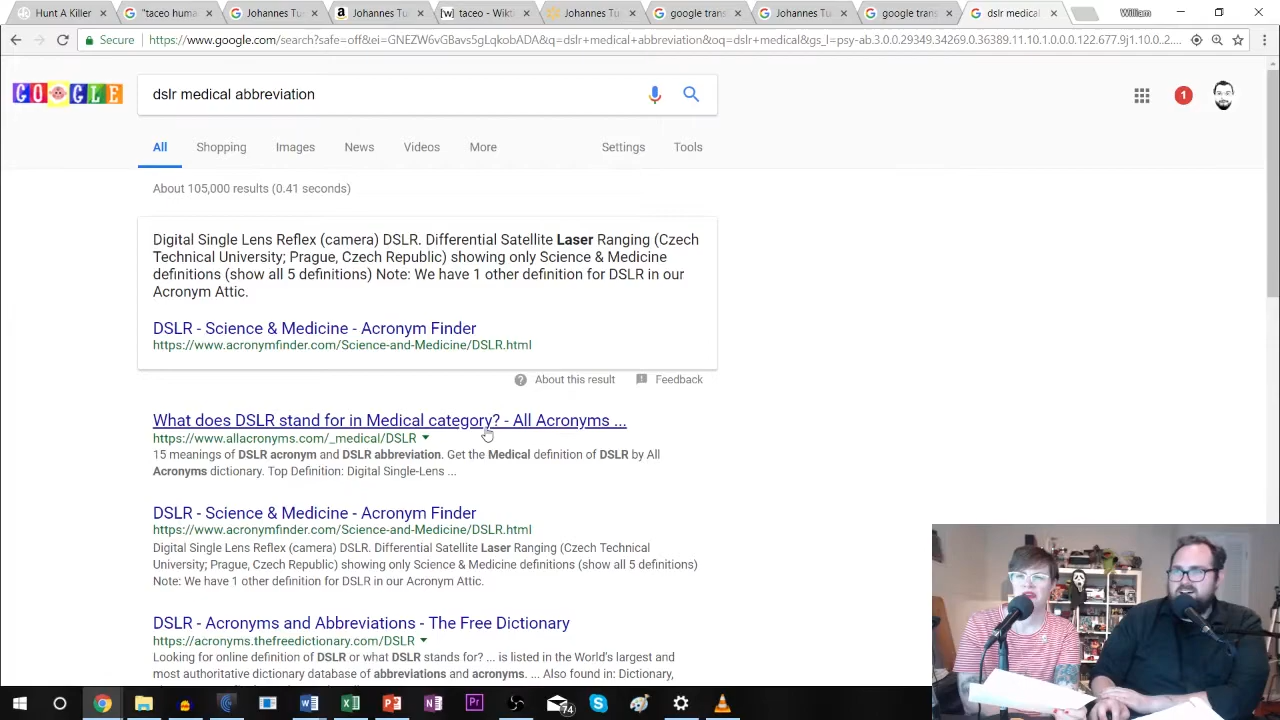 Hunt A Killer
"taceo huma
Johannes Tu
Johannes Tu
taceo - Wikti
Johannes Tu
google trans
Johannes Tu
google trans
dslr medical
William
Secure
https://www.google.com/search?safe=off&ei=GNEZW6vGBavs5gLqkobADA&q=dslr+medical+abbreviation&oq=dslr+medical&gs_l=psy-ab.3.0.0.29349.34269.0.36389.11.10.1.0.0.0.122.677.9j1.10.0..2....
GOOGLE
dslr medical abbreviation
1
All Shopping Images News Videos More Settings Tools
About 105,000 results (0.41 seconds)
Digital Single Lens Reflex (camera) DSLR. Differential Satellite Laser Ranging (Czech
Technical University; Prague, Czech Republic) showing only Science & Medicine
definitions (show all 5 definitions) Note: We have 1 other definition for DSLR in our
Acronym Attic.
DSLR - Science & Medicine - Acronym Finder
https://www.acronymfinder.com/Science-and-Medicine/DSLR.html
About this result Feedback
What does DSLR stand for in Medical category? - All Acronyms ...
https://www.allacronyms.com/_medical/DSLR
15 meanings of DSLR acronym and DSLR abbreviation. Get the Medical definition of DSLR by All
Acronyms dictionary. Top Definition: Digital Single-Lens ...
DSLR - Science & Medicine - Acronym Finder
https://www.acronymfinder.com/Science-and-Medicine/DSLR.html
Digital Single Lens Reflex (camera) DSLR. Differential Satellite Laser Ranging (Czech Technical
University; Prague, Czech Republic) showing only Science & Medicine definitions (show all 5 definitions)
Note: We have 1 other definition for DSLR in our Acronym Attic.
DSLR - Acronyms and Abbreviations - The Free Dictionary
https://acronyms.thefreedictionary.com/DSLR
Looking for online definition of DSLR or what DSLR stands for? ... is listed in the World's largest and
most authoritative dictionary database of abbreviations and acronyms. ... Also found in: Dictionary,
74